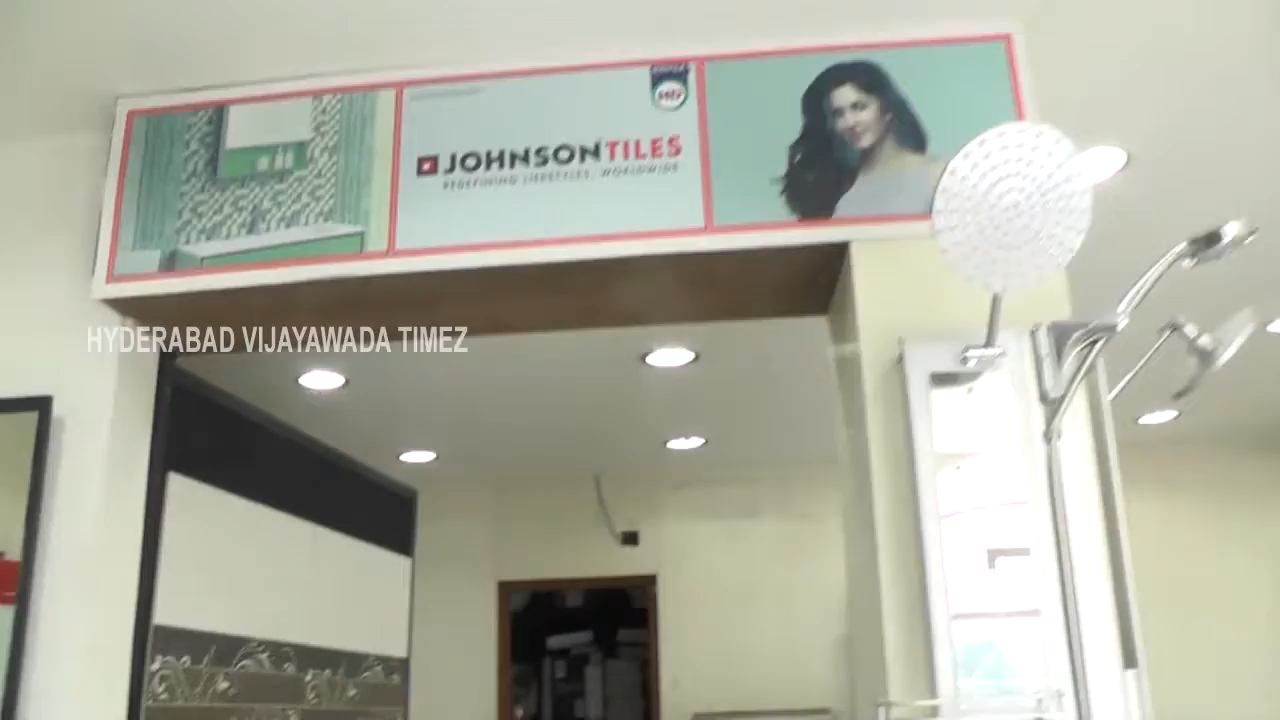 JOHNSON TILES
REDEFINING LIFESTYLES, WORLDWIDE
HYDERABAD VIJAYAWADA TIMEZ